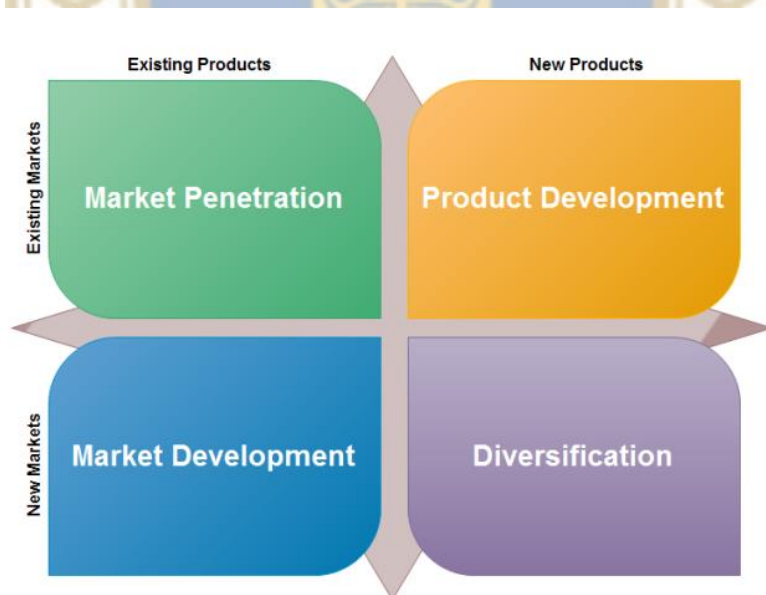 Existing Products
New Products
Existing Markets
Market Penetration
Product Development
New Markets
Market Development
Diversification